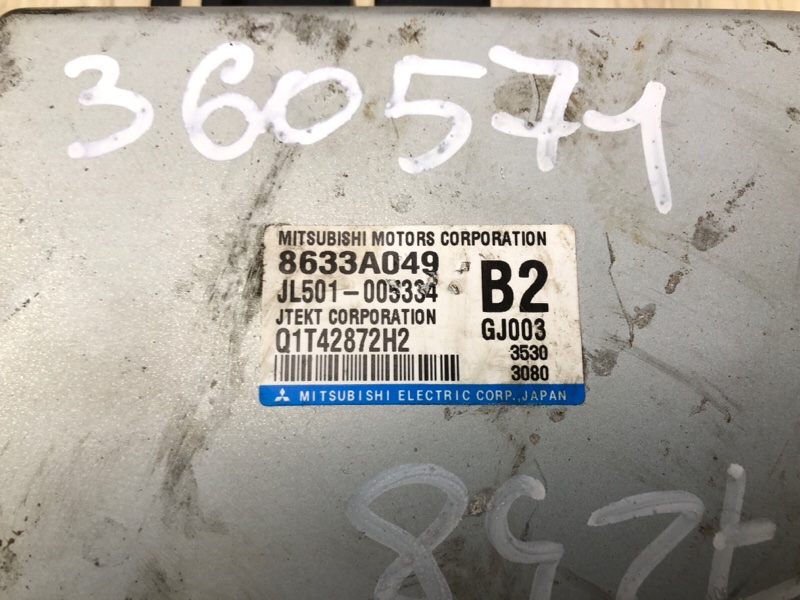 360571
MITSUBISHI MOTORS CORPORATION
8633A049
JL501-005334
B2
JTEKT CORPORATION
GJ003
Q1T42872H2
3530
3080
MITSUBISHI ELECTRIC CORP.,JAPAN